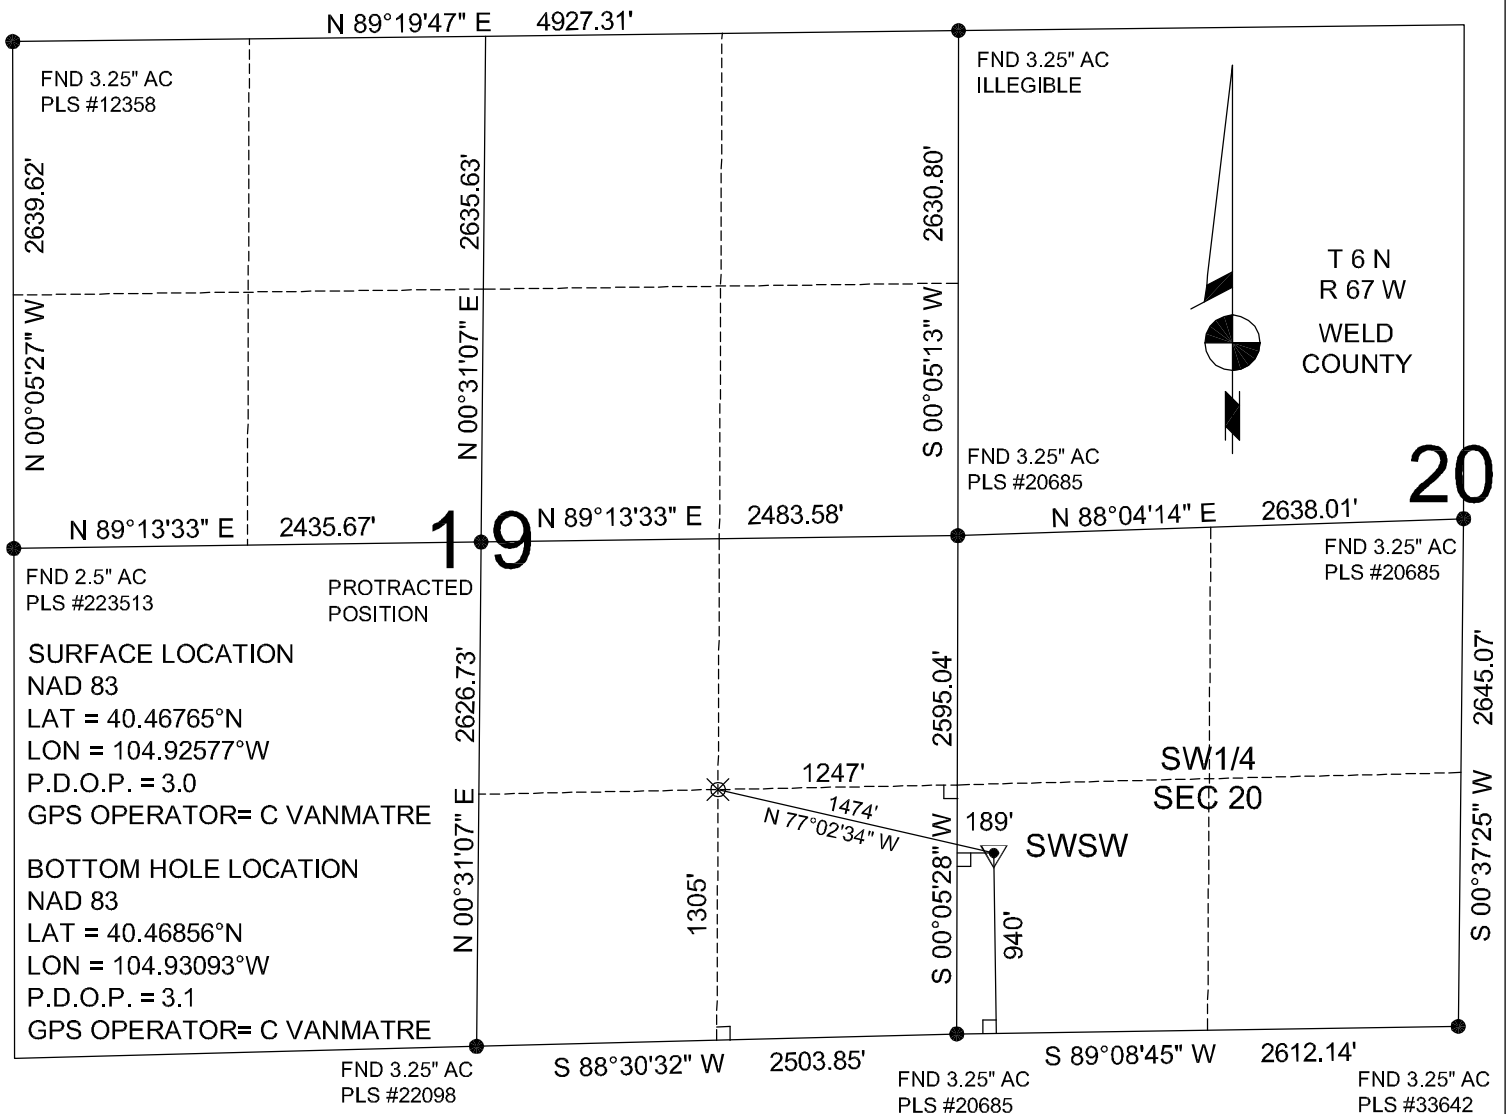 N 89°19'47" E 4927.31'
FND 3.25" AC
PLS #12358
FND 3.25" AC
ILLEGIBLE
2639.62'
N 00°05'27" W
2635.63'
N 00°31'07" E
2630.80'
S 00°05'13" W
T 6 N
R 67 W
WELD
COUNTY
FND 3.25" AC
PLS #20685
20
N 89°13'33" E 2435.67'
19
N 89°13'33" E 2483.58'
N 88°04'14" E 2638.01'
FND 3.25" AC
PLS #20685
FND 2.5" AC
PLS #223513
PROTRACTED
POSITION
SURFACE LOCATION
NAD 83
LAT = 40.46765°N
LON = 104.92577°W
P.D.O.P. = 3.0
GPS OPERATOR= C VANMATRE
BOTTOM HOLE LOCATION
NAD 83
LAT = 40.46856°N
LON = 104.93093°W
P.D.O.P. = 3.1
GPS OPERATOR= C VANMATRE
2626.73'
N 00°31'07" E
2595.04'
S 00°05'28" W
2645.07'
S 00°37'25" W
SW1/4
SEC 20
1247'
1474'
N 77°02'34" W
189'
SWSW
1305'
940'
S 88°30'32" W 2503.85'
S 89°08'45" W 2612.14'
FND 3.25" AC
PLS #22098
FND 3.25" AC
PLS #20685
FND 3.25" AC
PLS #33642